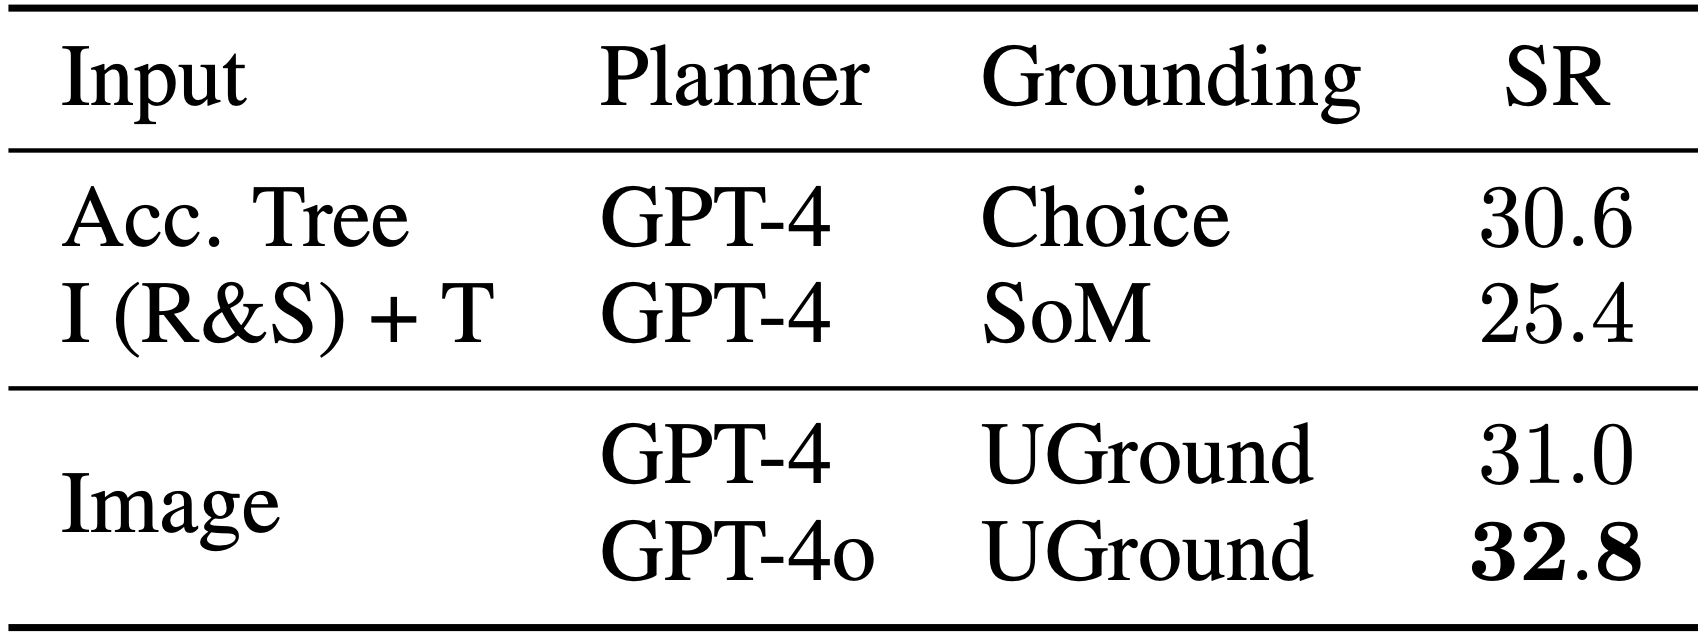 Input Planner Grounding SR
Acc. Tree GPT-4 Choice 30.6
I (R&S) + T GPT-4 SoM 25.4
Image GPT-4 UGround 31.0
GPT-4o UGround 32.8